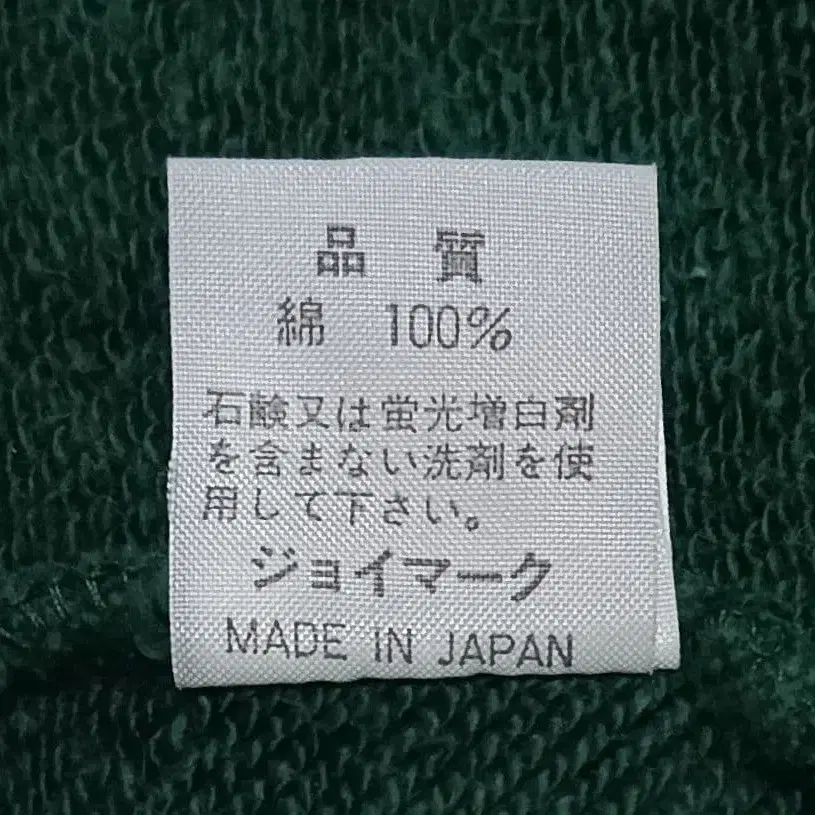 品 質
綿 100%
石鹸又は蛍光増白剤
を含まない洗剤を使
用して下さい。
ジョイマーク
MADE IN JAPAN